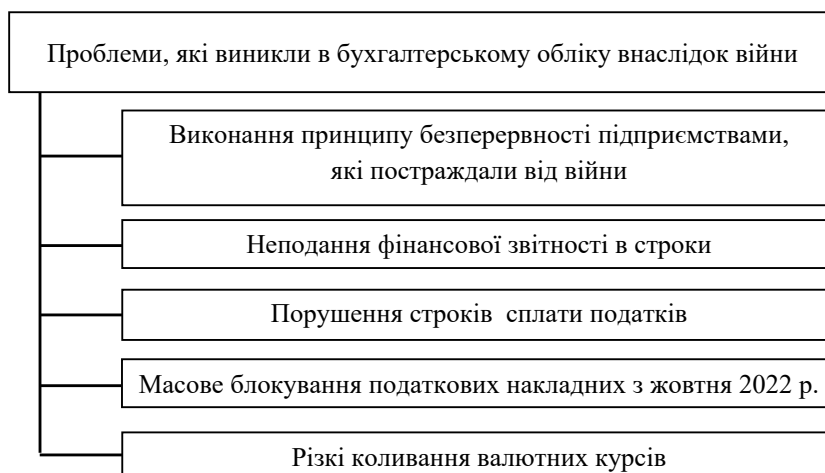 Проблеми, які виникли в бухгалтерському обліку внаслідок війни
Виконання принципу безперервності підприємствами,
які постраждали від війни
Неподання фінансової звітності в строки
Порушення строків сплати податків
Масове блокування податкових накладних з жовтня 2022 р.
Різкі коливання валютних курсів